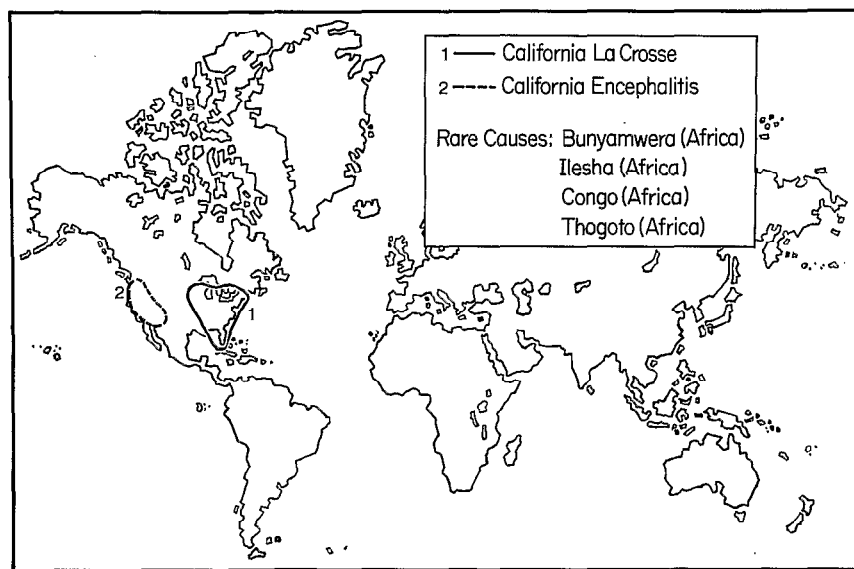 1 California La Crosse
2 California Encephalitis
Rare Causes: Bunyamwera (Africa)
Ilesha (Africa)
Congo (Africa)
Thogoto (Africa)
2
1